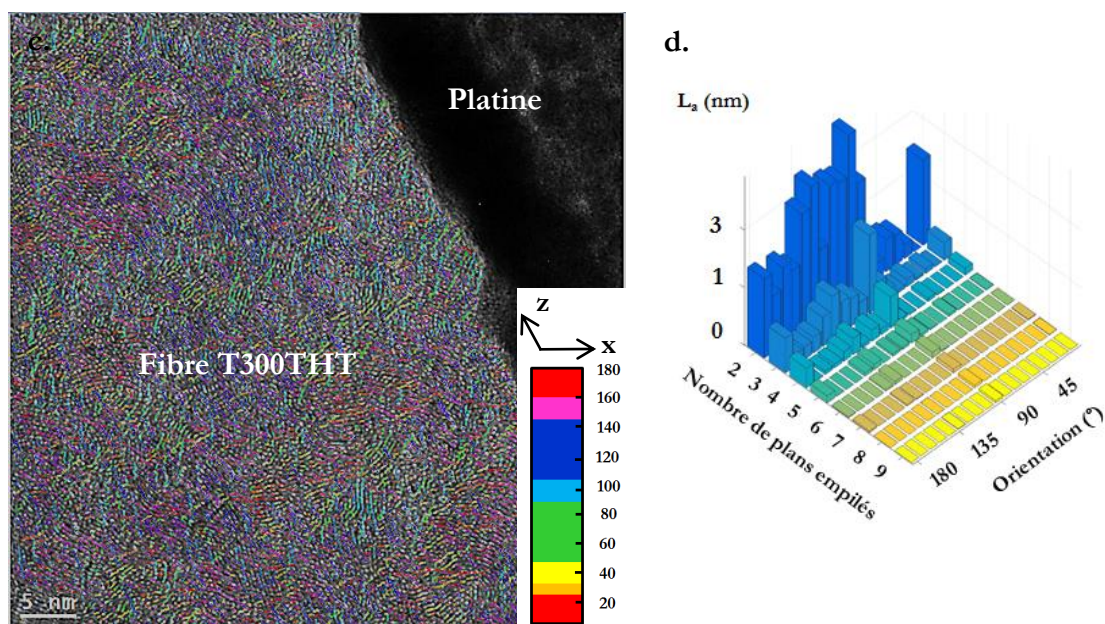 c.
Platine
Fibre T300THT
5 nm
z
x
180
160
140
120
100
80
60
40
20
d.
La (nm)
3
1
0
2
3
4
5
6
7
8
9
Nombre de plans empilés
180
135
90
45
Orientation (°)